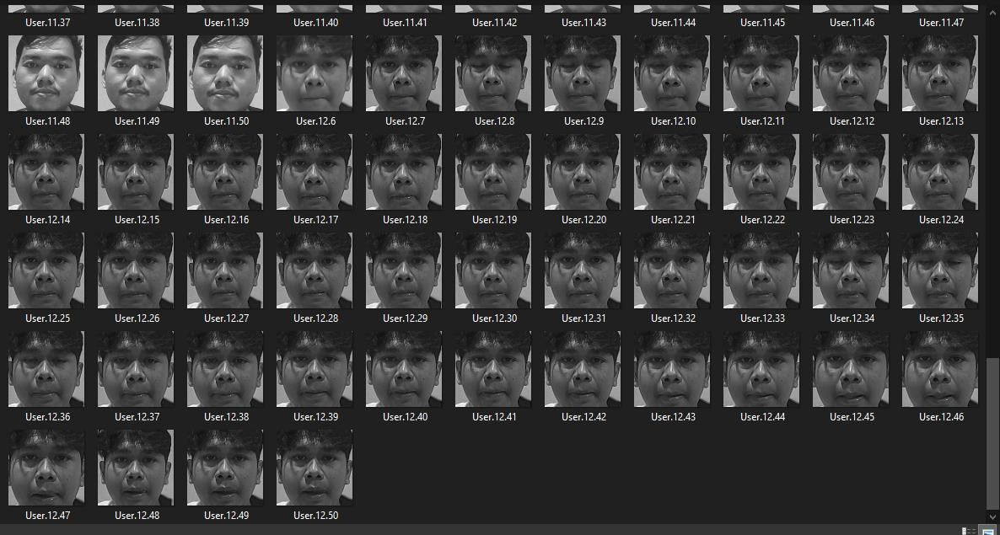 User.11.37 User.11.38 User.11.39 User.11.40 User.11.41 User.11.42 User.11.43 User.11.44 User.11.45 User.11.46 User.11.47
User.11.48 User.11.49 User.11.50 User.12.6 User.12.7 User.12.8 User.12.9 User.12.10 User.12.11 User.12.12 User.12.13
User.12.14 User.12.15 User.12.16 User.12.17 User.12.18 User.12.19 User.12.20 User.12.21 User.12.22 User.12.23 User.12.24
User.12.25 User.12.26 User.12.27 User.12.28 User.12.29 User.12.30 User.12.31 User.12.32 User.12.33 User.12.34 User.12.35
User.12.36 User.12.37 User.12.38 User.12.39 User.12.40 User.12.41 User.12.42 User.12.43 User.12.44 User.12.45 User.12.46
User.12.47 User.12.48 User.12.49 User.12.50